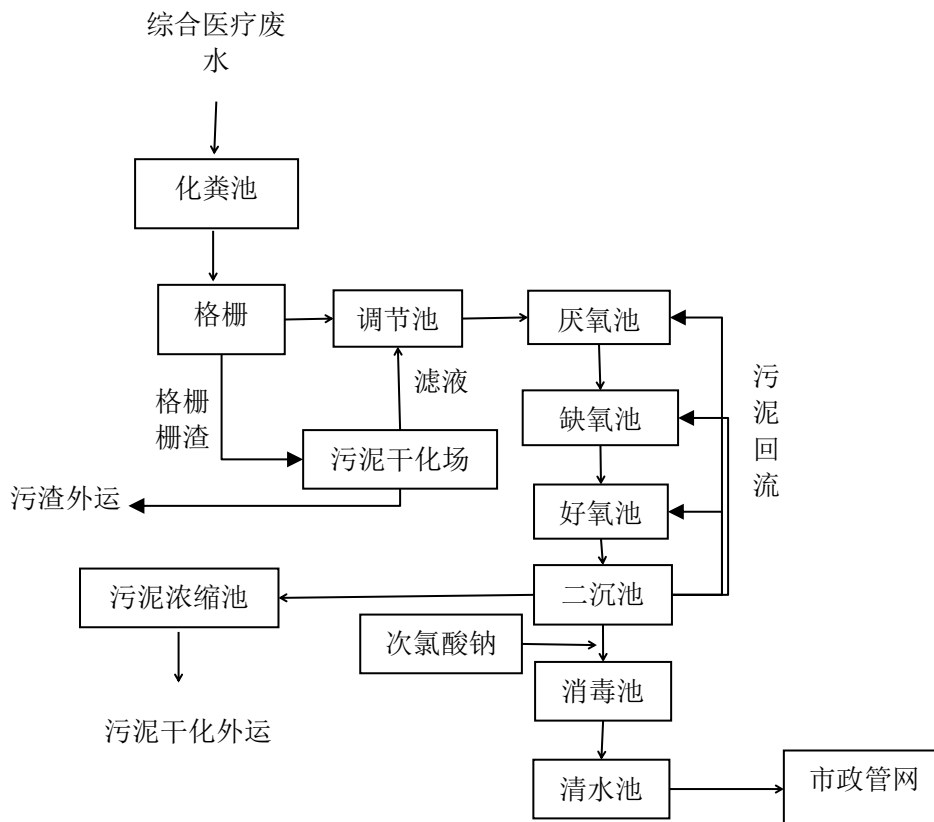 综合医疗废
水
化粪池
格栅
调节池
厌氧池
滤液
格栅
栅渣
污泥干化场
缺氧池
污
泥
回
流
污渣外运
好氧池
污泥浓缩池
二沉池
次氯酸钠
消毒池
污泥干化外运
清水池
市政管网